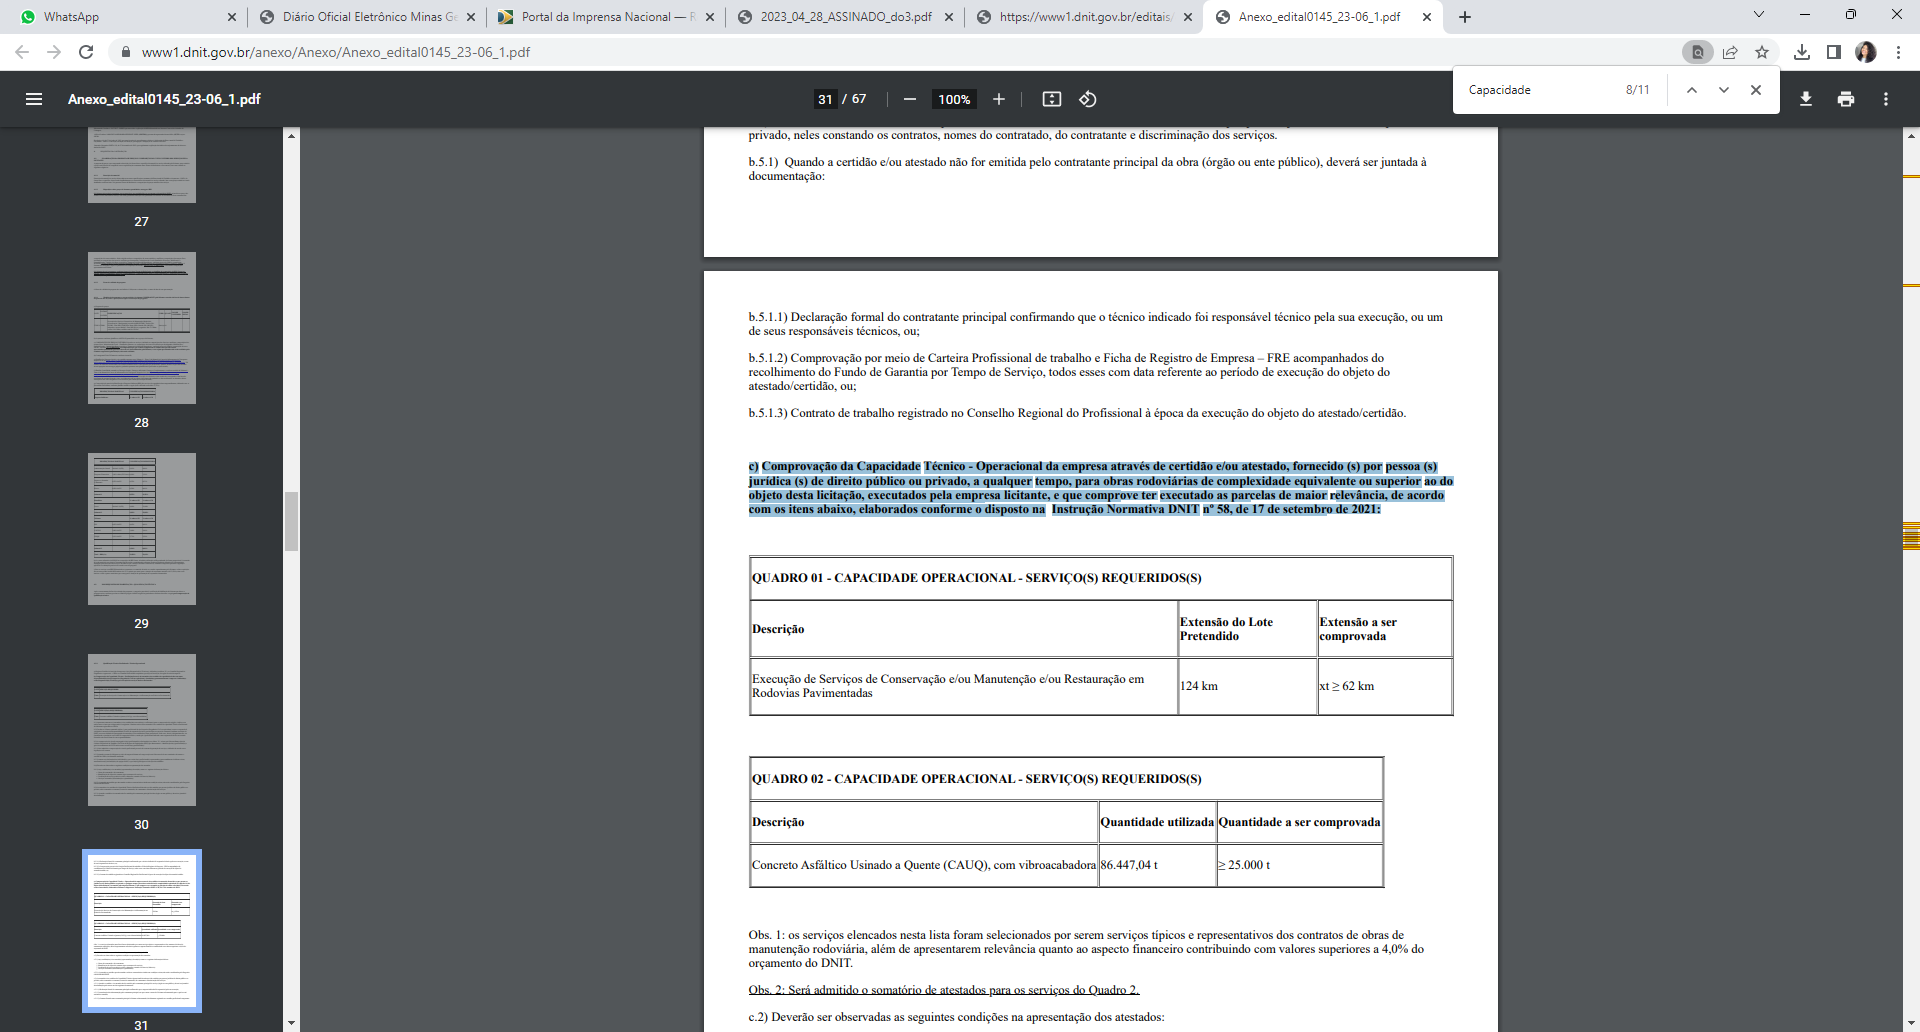 WhatsApp
Diário Oficial Eletrônico Minas Ge
Portal da Imprensa Nacional — R
2023_04_28_ASSINADO_do3.pdf
https://www1.dnit.gov.br/editais
Anexo_edital0145_23-06_1.pdf
www1.dnit.gov.br/anexo/Anexo/Anexo_edital0145_23-06_1.pdf
Capacidade 8/11
Anexo_edital0145_23-06_1.pdf
31 / 67
100%
27
28
29
30
31
privado, neles constando os contratos, nomes do contratado, do contratante e discriminação dos serviços.
b.5.1) Quando a certidão e/ou atestado não for emitida pelo contratante principal da obra (órgão ou ente público), deverá ser juntada à
documentação:
b.5.1.1) Declaração formal do contratante principal confirmando que o técnico indicado foi responsável técnico pela sua execução, ou um
de seus responsáveis técnicos, ou;
b.5.1.2) Comprovação por meio de Carteira Profissional de trabalho e Ficha de Registro de Empresa – FRE acompanhados do
recolhimento do Fundo de Garantia por Tempo de Serviço, todos esses com data referente ao período de execução do objeto do
atestado/certidão, ou;
b.5.1.3) Contrato de trabalho registrado no Conselho Regional do Profissional à época da execução do objeto do atestado/certidão.
c) Comprovação da Capacidade Técnico - Operacional da empresa através de certidão e/ou atestado, fornecido (s) por pessoa (s)
jurídica (s) de direito público ou privado, a qualquer tempo, para obras rodoviárias de complexidade equivalente ou superior ao do
objeto desta licitação, executados pela empresa licitante, e que comprove ter executado as parcelas de maior relevância, de acordo
com os itens abaixo, elaborados conforme o disposto na Instrução Normativa DNIT nº 58, de 17 de setembro de 2021:
QUADRO 01 - CAPACIDADE OPERACIONAL - SERVIÇO(S) REQUERIDOS(S)
Descrição
Extensão do Lote
Pretendido
Extensão a ser
comprovada
Execução de Serviços de Conservação e/ou Manutenção e/ou Restauração em
Rodovias Pavimentadas
124 km
xt ≥ 62 km
QUADRO 02 - CAPACIDADE OPERACIONAL - SERVIÇO(S) REQUERIDOS(S)
Descrição
Quantidade utilizada
Quantidade a ser comprovada
Concreto Asfáltico Usinado a Quente (CAUQ), com vibroacabadora
86.447,04 t
≥ 25.000 t
Obs. 1: os serviços elencados nesta lista foram selecionados por serem serviços típicos e representativos dos contratos de obras de
manutenção rodoviária, além de apresentarem relevância quanto ao aspecto financeiro contribuindo com valores superiores a 4,0% do
orçamento do DNIT.
Obs. 2: Será admitido o somatório de atestados para os serviços do Quadro 2.
c.2) Deverão ser observadas as seguintes condições na apresentação dos atestados: